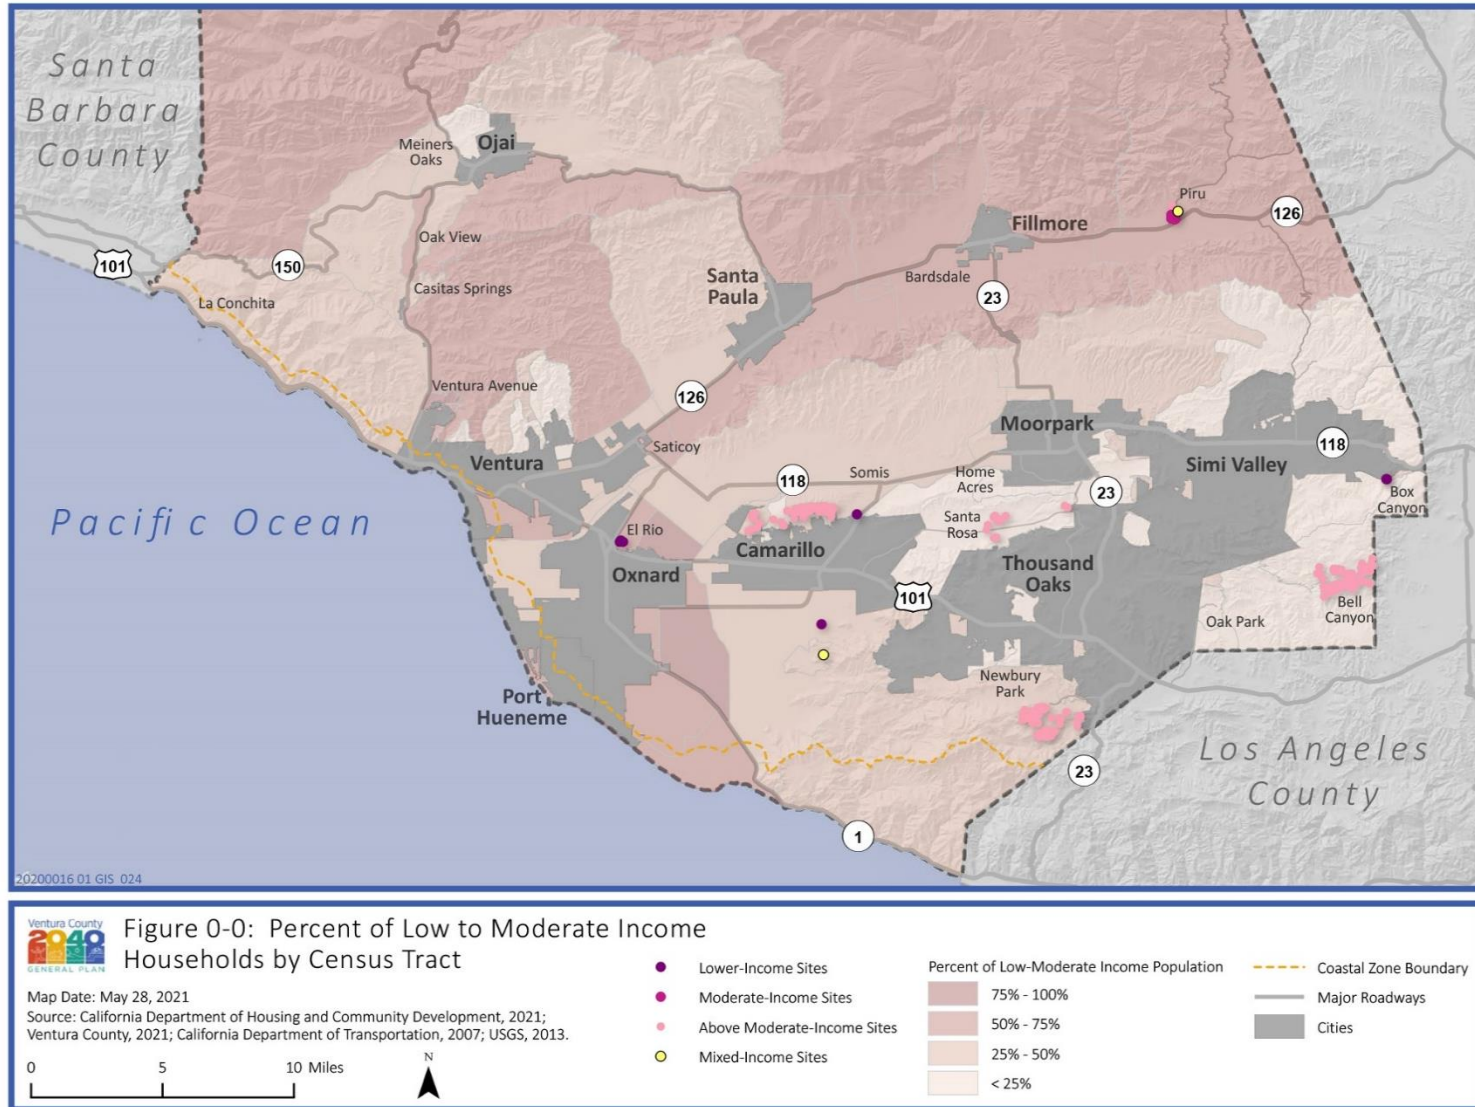 Santa
Barbara
County
Ojai
Meiners
Oaks
Piru
126
Fillmore
Oak View
101
150
Santa
Paula
Bardsdale
Casitas Springs
23
La Conchita
Ventura Avenue
126
Moorpark
Saticoy
118
Ventura
Simi Valley
Somis
Home
Acres
118
23
Box
Canyon
Pacific Ocean
Santa
Rosa
El Rio
Camarillo
Oxnard
Thousand
Oaks
101
Bell
Canyon
Oak Park
Newbury
Park
Port
Hueneme
Los Angeles
County
23
1
20200016 01 GIS 024
Ventura County
2040
GENERAL PLAN
Figure 0-0: Percent of Low to Moderate Income
Households by Census Tract
Map Date: May 28, 2021
Source: California Department of Housing and Community Development, 2021;
Ventura County, 2021; California Department of Transportation, 2007; USGS, 2013.
0 5 10 Miles
N
Lower-Income Sites
Moderate-Income Sites
Above Moderate-Income Sites
Mixed-Income Sites
Percent of Low-Moderate Income Population
75% - 100%
50% - 75%
25% - 50%
< 25%
Coastal Zone Boundary
Major Roadways
Cities